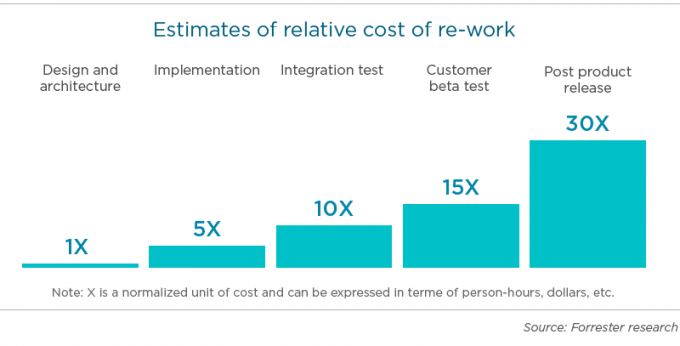 Estimates of relative cost of re-work
Design and
architecture
Implementation
Integration test
Customer
beta test
Post product
release
1X
5X
10X
15X
30X
Note: X is a normalized unit of cost and can be expressed in terme of person-hours, dollars, etc.
Source: Forrester research